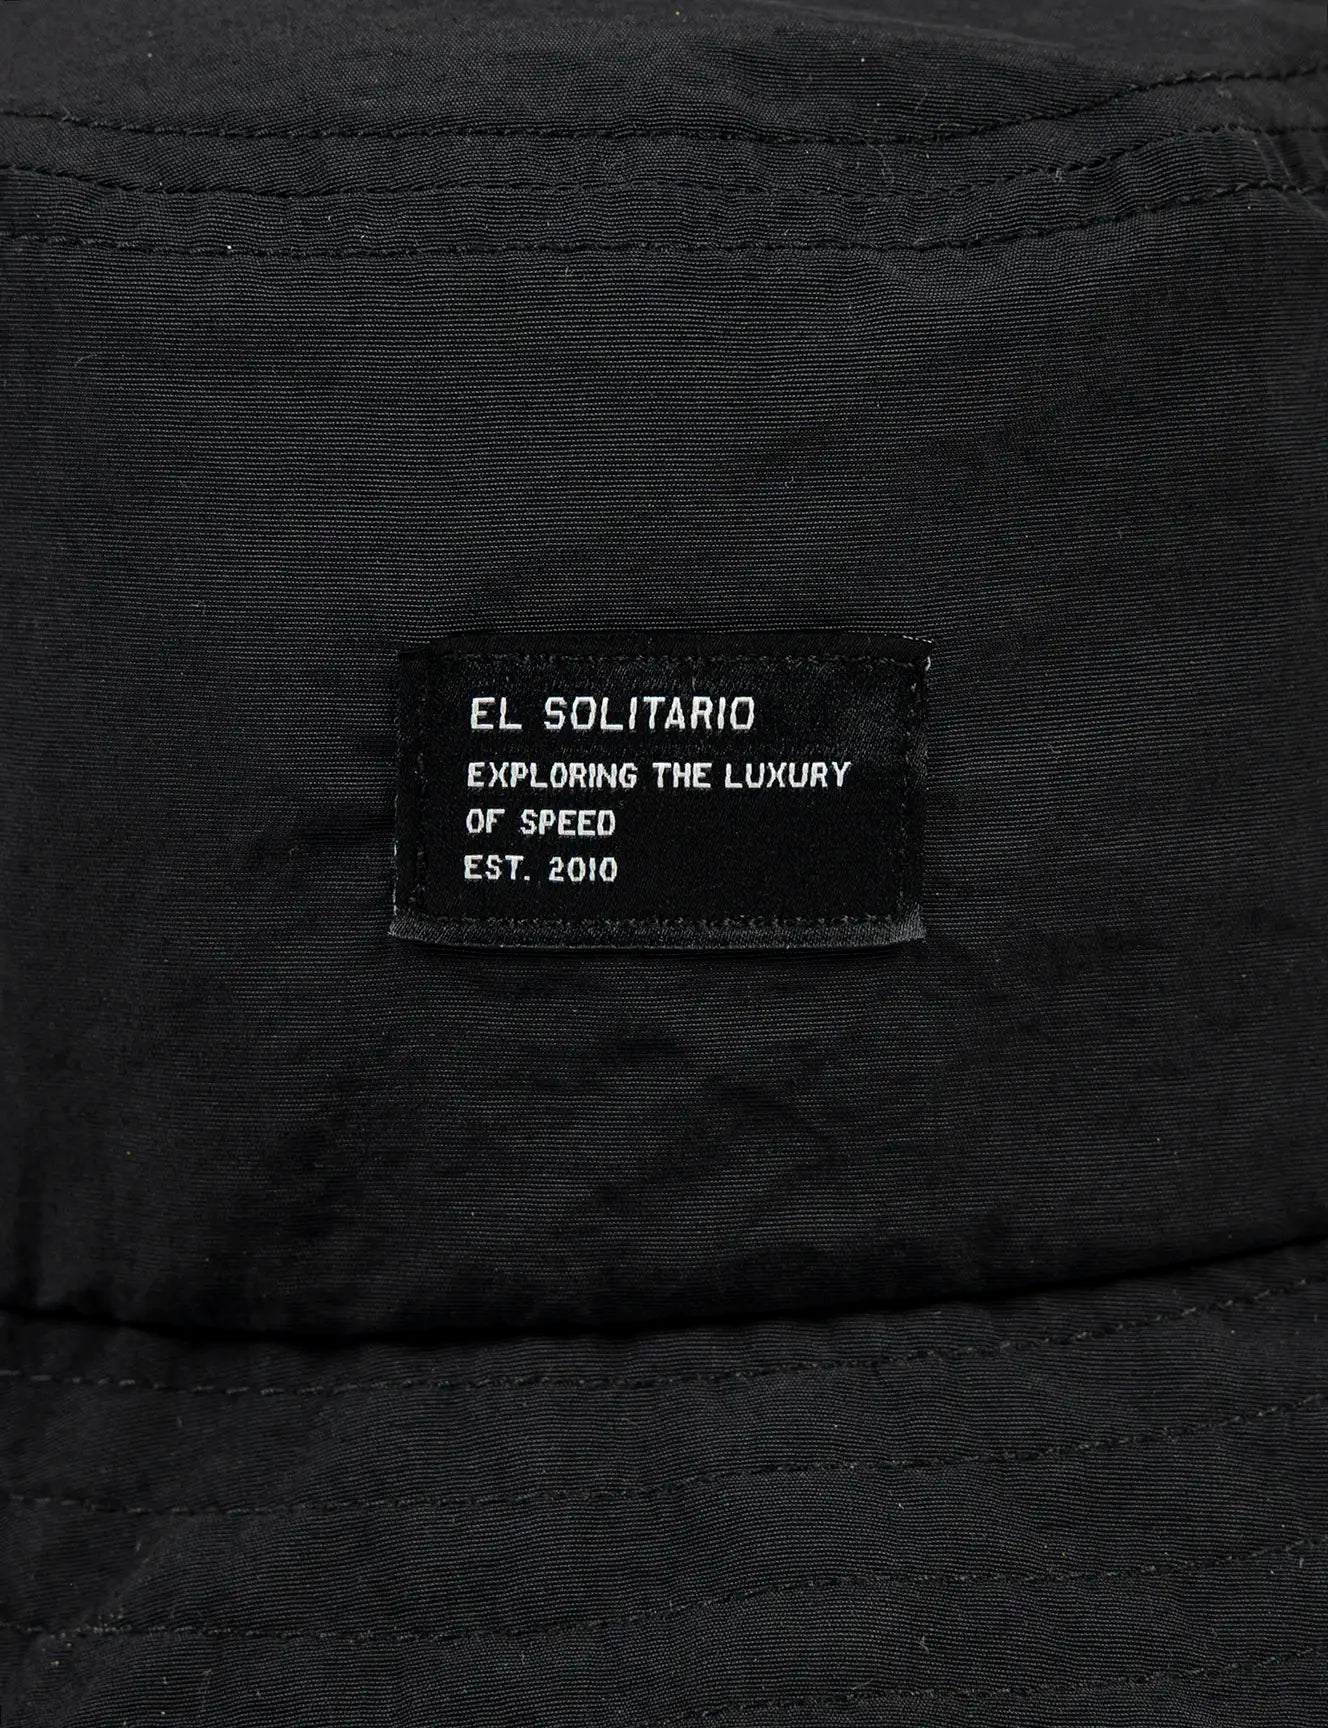 EL SOLITARIO
EXPLORING THE LUXURY
OF SPEED
EST. 2010